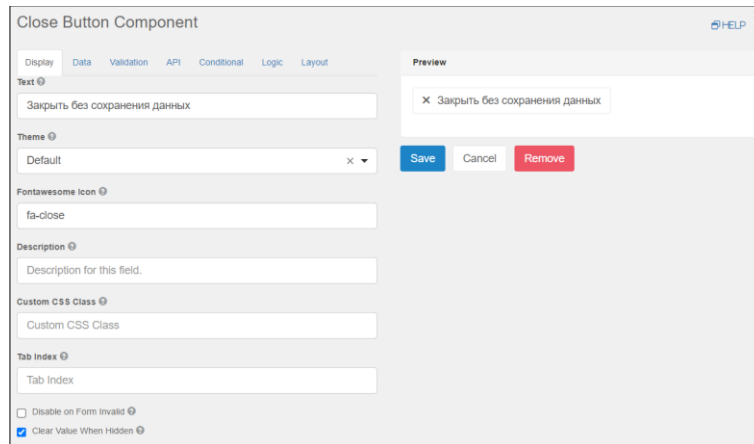 Close Button Component
HELP
Display Data Validation API Conditional Logic Layout
Text
Закрыть без сохранения данных
Theme
Default
Fontawesome Icon
fa-close
Description
Description for this field.
Custom CSS Class
Custom CSS Class
Tab Index
Tab Index
Disable on Form Invalid
Clear Value When Hidden
Preview
Закрыть без сохранения данных
Save Cancel Remove